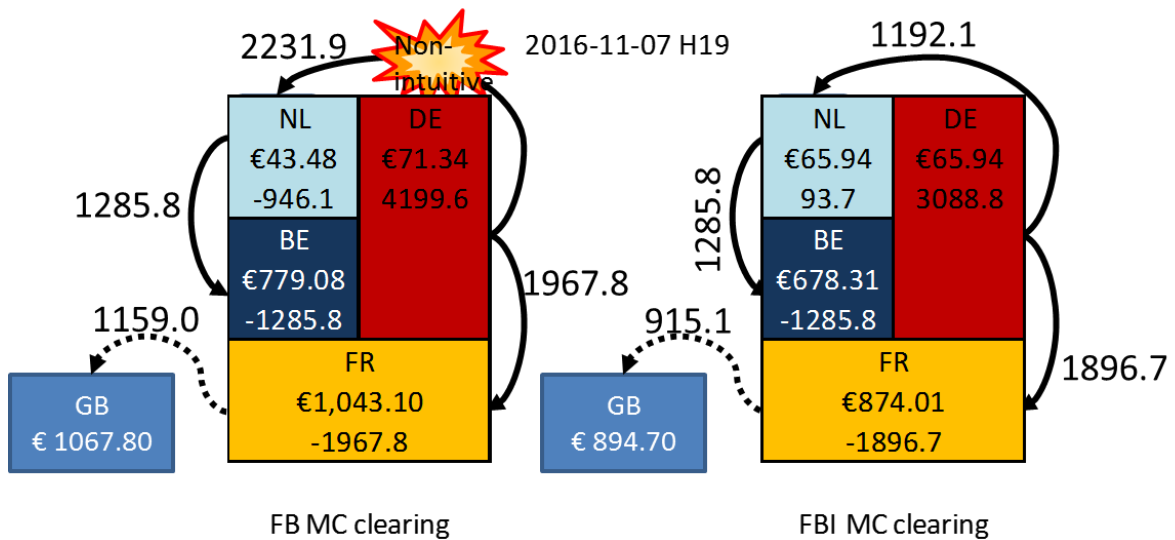 2231.9
Non-
intuitive
2016-11-07 H19
1192.1
NL
€43.48
-946.1
DE
€71.34
4199.6
1285.8
BE
€779.08
-1285.8
1967.8
1159.0
FR
€1,043.10
-1967.8
GB
€ 1067.80
FB MC clearing
NL
€65.94
93.7
DE
€65.94
3088.8
1285.8
BE
€678.31
-1285.8
915.1
1896.7
FR
€874.01
-1896.7
GB
€ 894.70
FBI MC clearing